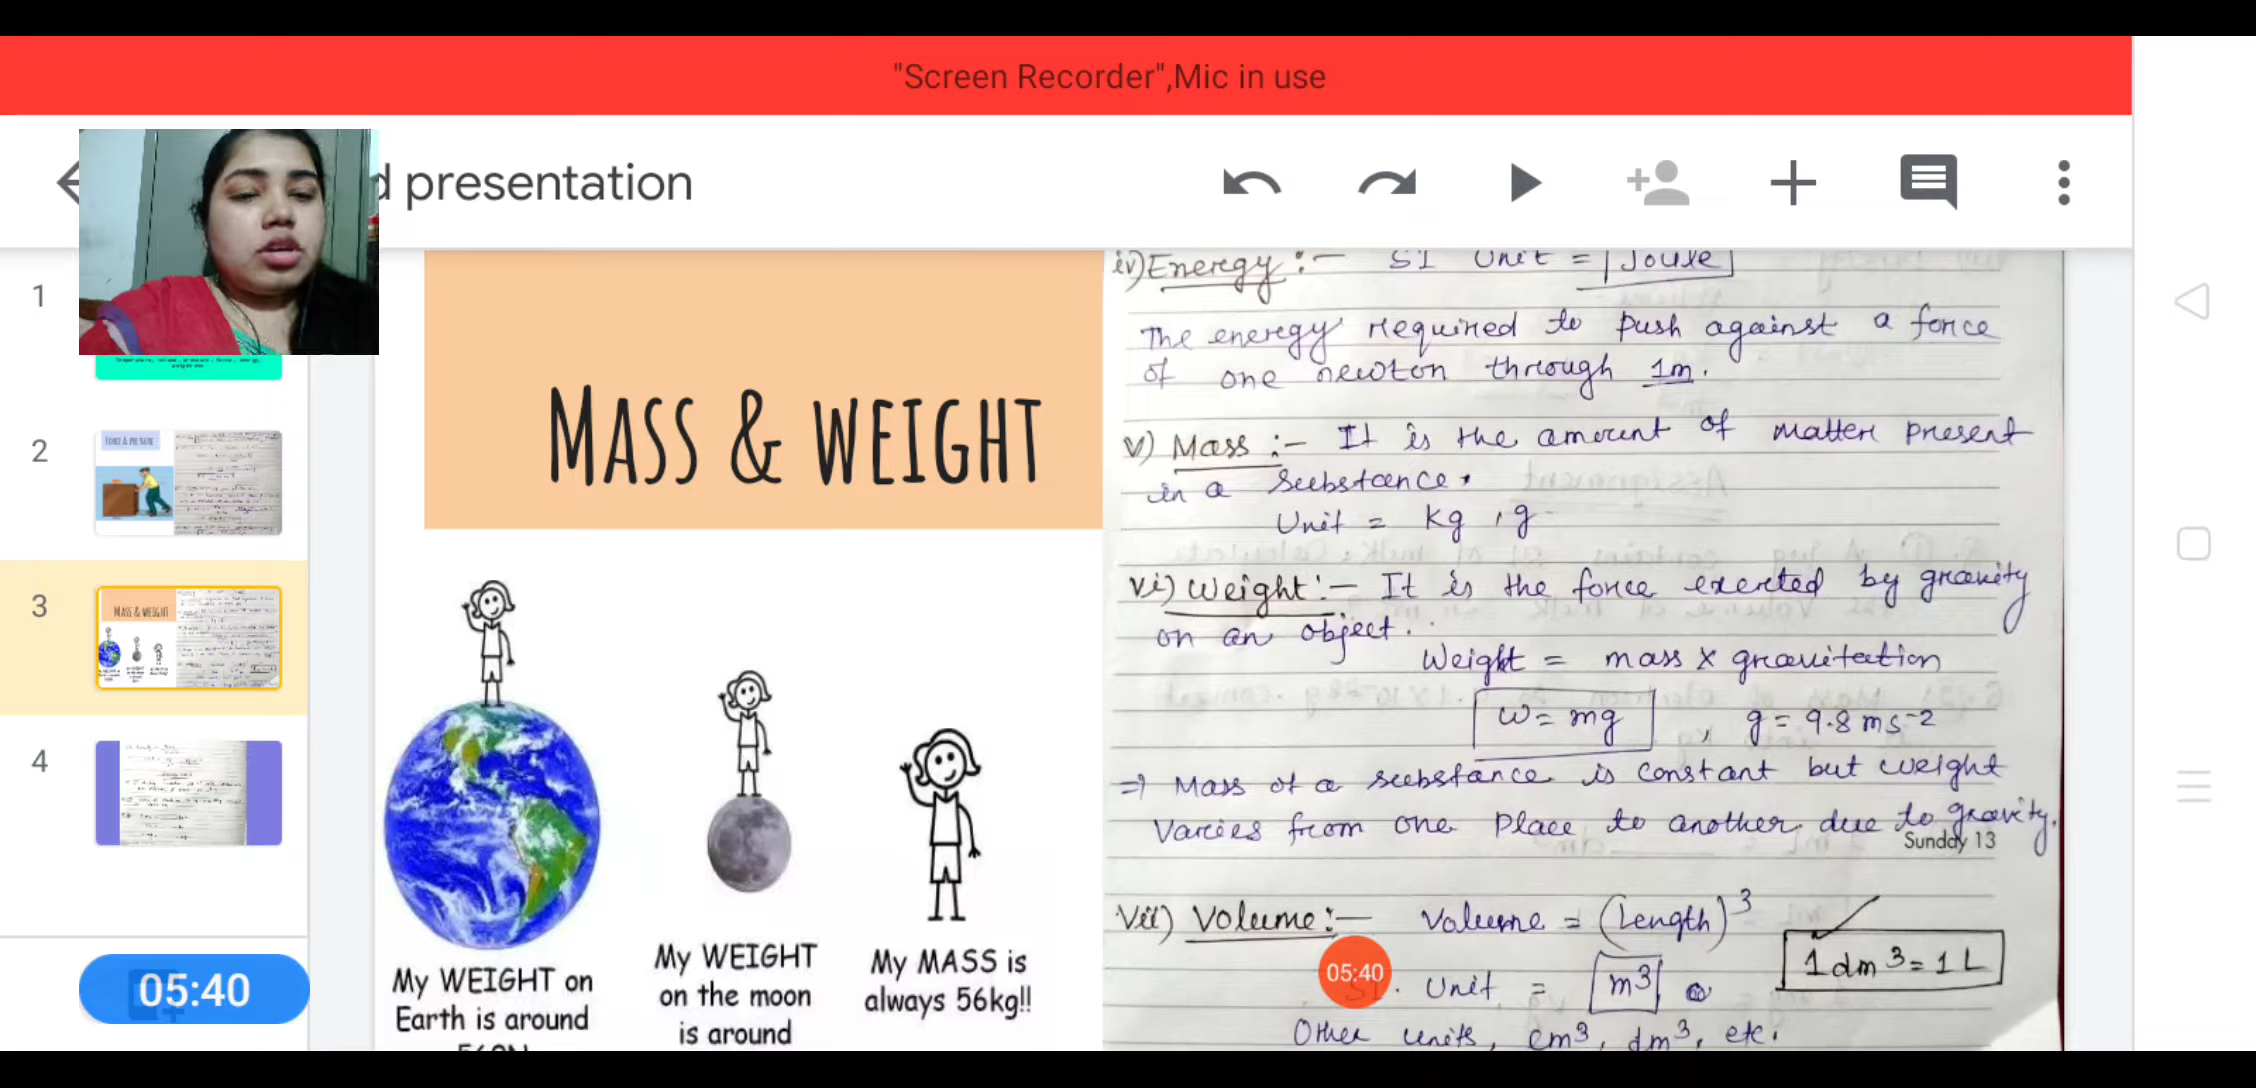 "Screen Recorder",Mic in use
d presentation
1
2
FORCE & PRESSURE
3
MASS & WEIGHT
4
05:40
MASS & WEIGHT
My WEIGHT on
Earth is around
My WEIGHT
on the moon
is around
My MASS is
always 56kg!!
iv) Energy :- SI Unit = Joule
The energy required to push against a force
of one newton through 1m.
v) Mass :- It is the amount of matter present
in a substance.
Unit = kg, g
vi) Weight :- It is the force exerted by gravity
on an object.
Weight = mass x gravitation
w = mg , g = 9.8 ms-2
=> Mass of a substance is constant but weight
varies from one place to another due to gravity.
Sunday 13
vii) Volume :- Volume = (Length)3
1 dm3 = 1 L
05:40
SI. Unit = m3
Other units, cm3, dm3, etc.